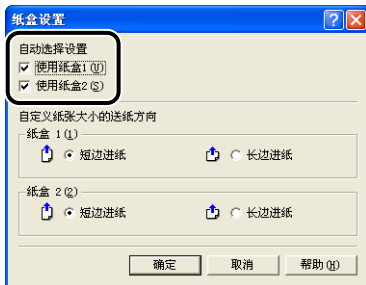 纸盒设置
自动选择设置
使用纸盒1(U)
使用纸盒2(S)
自定义纸张大小的送纸方向
纸盒 1(1)
短边进纸 长边进纸
纸盒 2(2)
短边进纸 长边进纸
确定 取消 帮助(H)